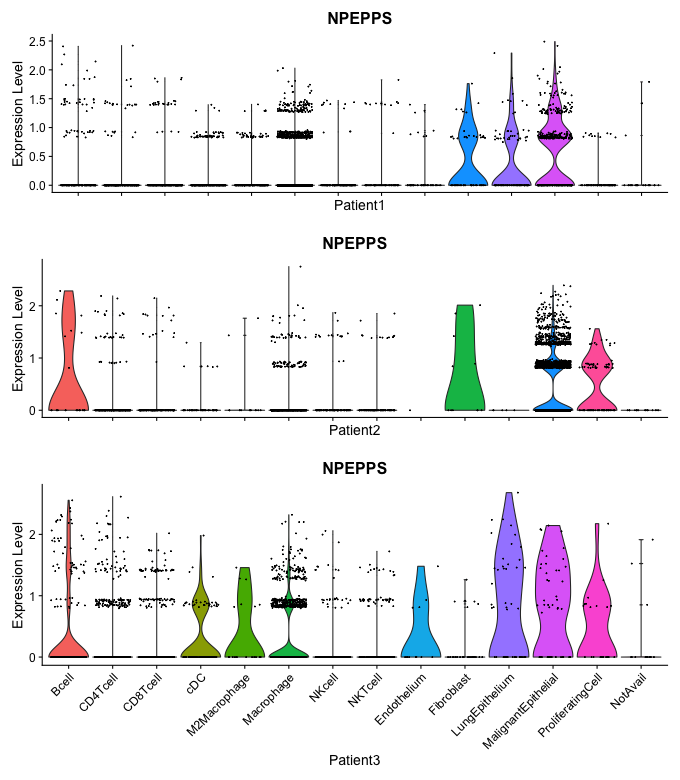 NPEPPS
Expression Level
2.5
2.0
1.5
1.0
0.5
0.0
Patient1
NPEPPS
Expression Level
2
1
0
Patient2
NPEPPS
Expression Level
2
1
0
Bcell
CD4Tcell
CD8Tcell
cDC
M2Macrophage
Macrophage
NKcell
NKTcell
Endothelium
Fibroblast
LungEpithelium
MalignantEpithelial
ProliferatingCell
NotAvail
Patient3